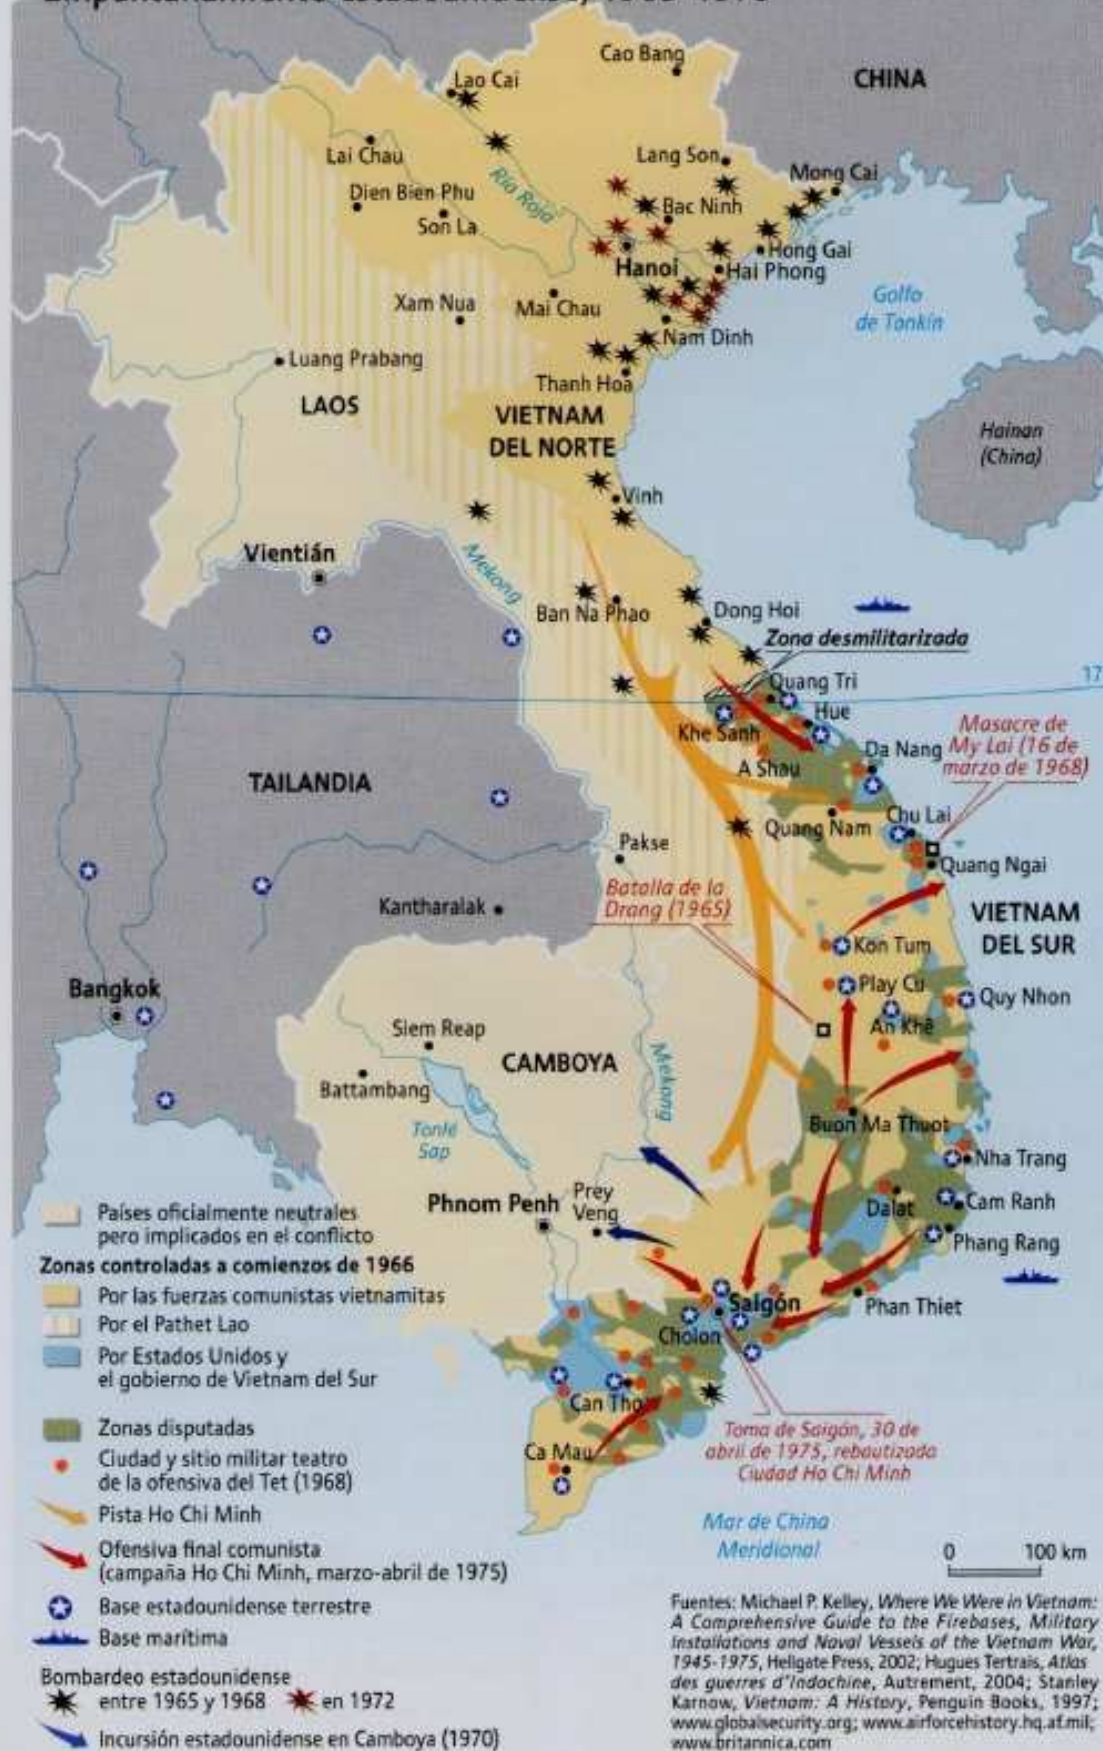 Empantanamiento estadounidense, 1965-1973
Cao Bang
Lao Cai
CHINA
Lai Chau
Lang Son
Mong Cai
Dien Bien Phu
Río Rojo
Bac Ninh
Son La
Hong Gai
Hanoi
Hai Phong
Xam Nua
Mai Chau
Golfo
de Tonkín
Nam Dinh
Luang Prabang
Thanh Hoa
LAOS
VIETNAM
DEL NORTE
Hainan
(China)
Vinh
Vientián
Mekong
Ban Na Phao
Dong Hoi
Zona desmilitarizada
17
Quang Tri
Hue
Khe Sanh
Masacre de
My Lai (16 de
marzo de 1968)
Da Nang
A Shau
TAILANDIA
Chu Lai
Quang Nam
Pakse
Quang Ngai
Batalla de la
Drang (1965)
Kantharalak
VIETNAM
DEL SUR
Kon Tum
Play Cu
Bangkok
Quy Nhon
An Khê
Siem Reap
CAMBOYA
Mekong
Battambang
Buon Ma Thuot
Tonlé
Sap
Nha Trang
Prey
Veng
Phnom Penh
Dalat
Cam Ranh
Phang Rang
Saigón
Phan Thiet
Cholon
Can Tho
Toma de Saigón, 30 de
abril de 1975, rebautizada
Ciudad Ho Chi Minh
Ca Mau
Mar de China
Meridional
0 100 km
Países oficialmente neutrales
pero implicados en el conflicto
Zonas controladas a comienzos de 1966
Por las fuerzas comunistas vietnamitas
Por el Pathet Lao
Por Estados Unidos y
el gobierno de Vietnam del Sur
Zonas disputadas
Ciudad y sitio militar teatro
de la ofensiva del Tet (1968)
Pista Ho Chi Minh
Ofensiva final comunista
(campaña Ho Chi Minh, marzo-abril de 1975)
Base estadounidense terrestre
Base marítima
Bombardeo estadounidense
entre 1965 y 1968 en 1972
Incursión estadounidense en Camboya (1970)
Fuentes: Michael P. Kelley, Where We Were in Vietnam:
A Comprehensive Guide to the Firebases, Military
Installations and Naval Vessels of the Vietnam War,
1945-1975, Hellgate Press, 2002; Hugues Tertrais, Atlas
des guerres d'Indochine, Autrement, 2004; Stanley
Karnow, Vietnam: A History, Penguin Books, 1997;
www.globalsecurity.org; www.airforcehistory.hq.af.mil;
www.britannica.com